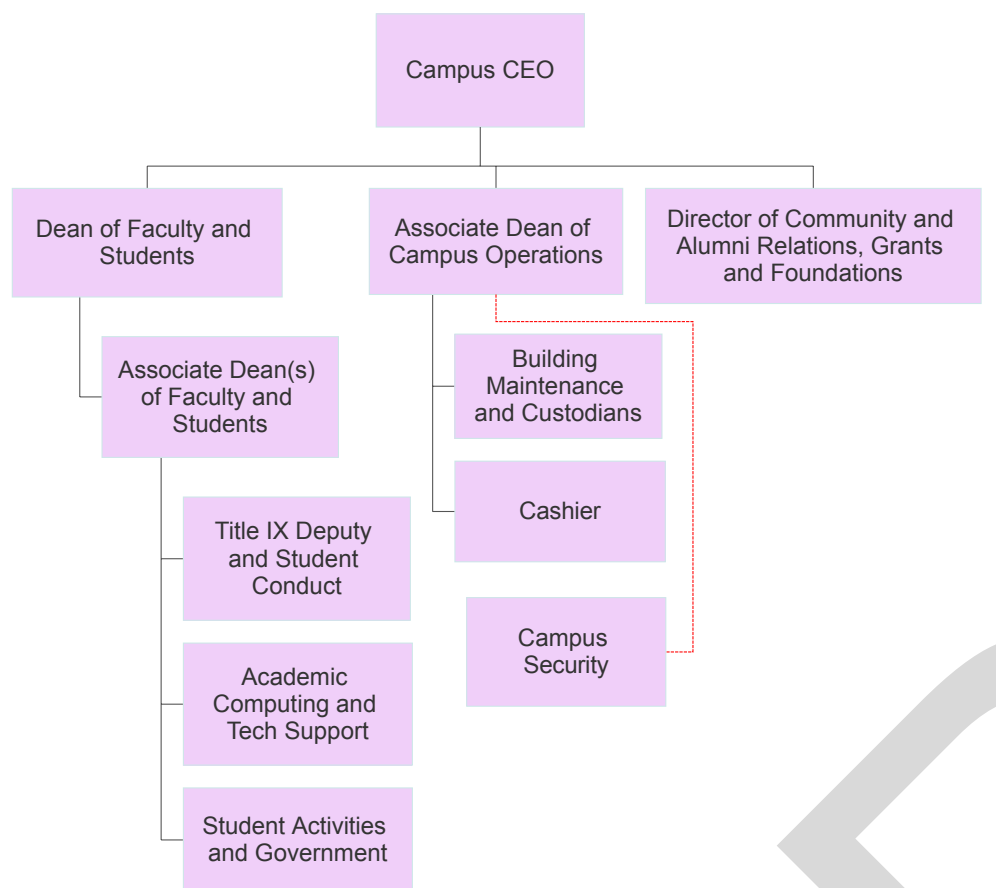 Campus CEO
Dean of Faculty and
Students
Associate Dean of
Campus Operations
Director of Community and
Alumni Relations, Grants
and Foundations
Associate Dean(s)
of Faculty and
Students
Building
Maintenance
and Custodians
Title IX Deputy
and Student
Conduct
Cashier
Academic
Computing and
Tech Support
Campus
Security
Student Activities
and Government